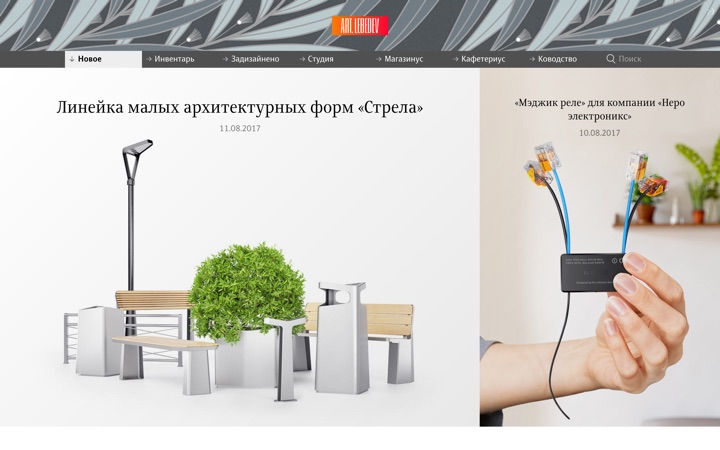 ART.LEBEDEV
↓ Новое
→ Инвентарь
→ Задизайнено
→ Студия
→ Магазинус
→ Кафетериус
→ Ководство
Поиск
Линейка малых архитектурных форм «Стрела»
11.08.2017
«Мэджик реле» для компании «Неро
электроникс»
10.08.2017